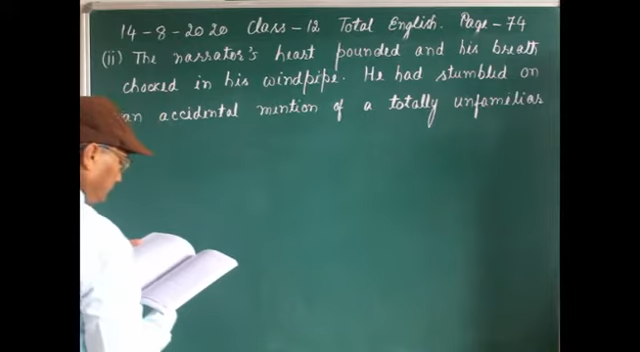 14-8-2020 Class-12 Total English. Page-74
(ii) The narrator's heart pounded and his breath
chocked in his windpipe. He had stumbled on
an accidental mention of a totally unfamiliar